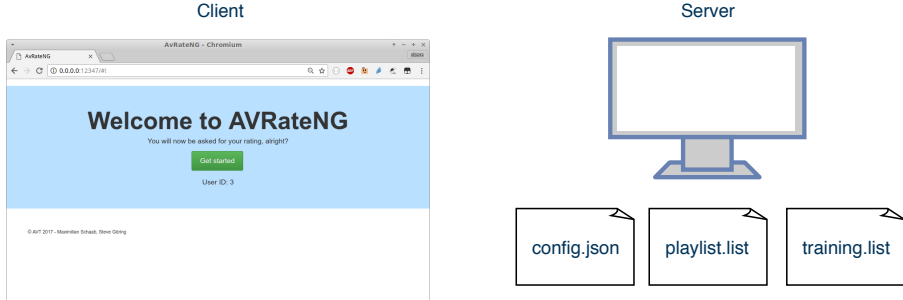 Client
Server
AvRateNG - Chromium
AvRateNG
0.0.0.0:12347/#!
Welcome to AVRateNG
You will now be asked for your rating, alright?
Get started
User ID: 3
© AVT 2017 - Maximilian Schaab, Steve Göring
config.json
playlist.list
training.list